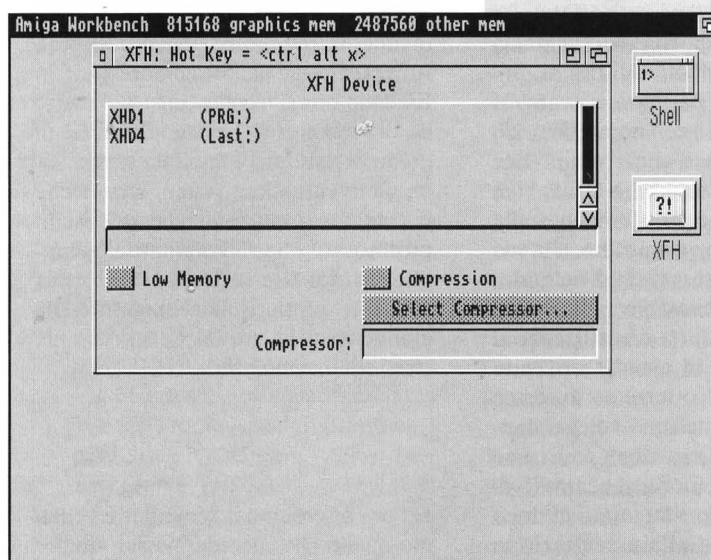 Amiga Workbench 815168 graphics mem 2487560 other mem
XFH: Hot Key = <ctrl alt x>
XFH Device
XHD1 (PRG:)
XHD4 (Last:)
Low Memory
Compression
Select Compressor...
Compressor:
1>
Shell
?!
XFH